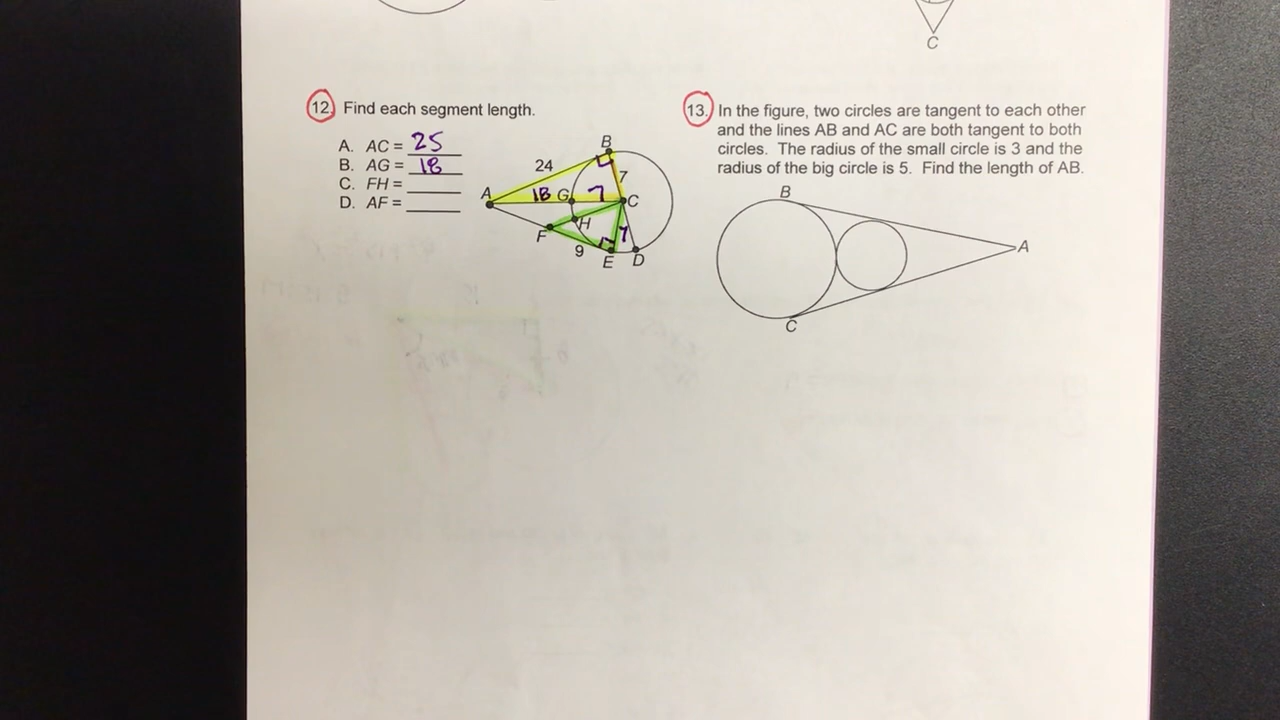 C
12. Find each segment length.
A. AC = 25
B. AG = 18
C. FH =
D. AF =
B
24
7
A
18
G
7
C
H
F
7
9
E
D
13. In the figure, two circles are tangent to each other
and the lines AB and AC are both tangent to both
circles. The radius of the small circle is 3 and the
radius of the big circle is 5. Find the length of AB.
B
A
C